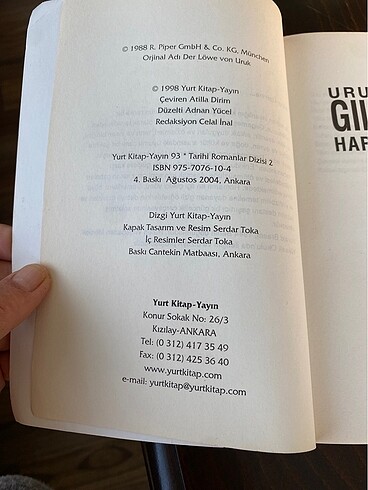 © 1988 R. Piper GmbH & Co. KG, München
Orjinal Adı Der Löwe von Uruk
© 1998 Yurt Kitap-Yayın
Çeviren Atilla Dirim
Düzelti Adnan Yücel
Redaksiyon Celal İnal
Yurt Kitap-Yayın 93 * Tarihi Romanlar Dizisi 2
ISBN 975-7076-10-4
4. Baskı Ağustos 2004, Ankara
Dizgi Yurt Kitap-Yayın
Kapak Tasarım ve Resim Serdar Toka
İç Resimler Serdar Toka
Baskı Cantekin Matbaası, Ankara
Yurt Kitap-Yayın
Konur Sokak No: 26/3
Kızılay-ANKARA
Tel: (0 312) 417 35 49
Fax: (0 312) 425 36 40
www.yurtkitap.com
e-mail: yurtkitap@yurtkitap.com
URU
GI
HAR